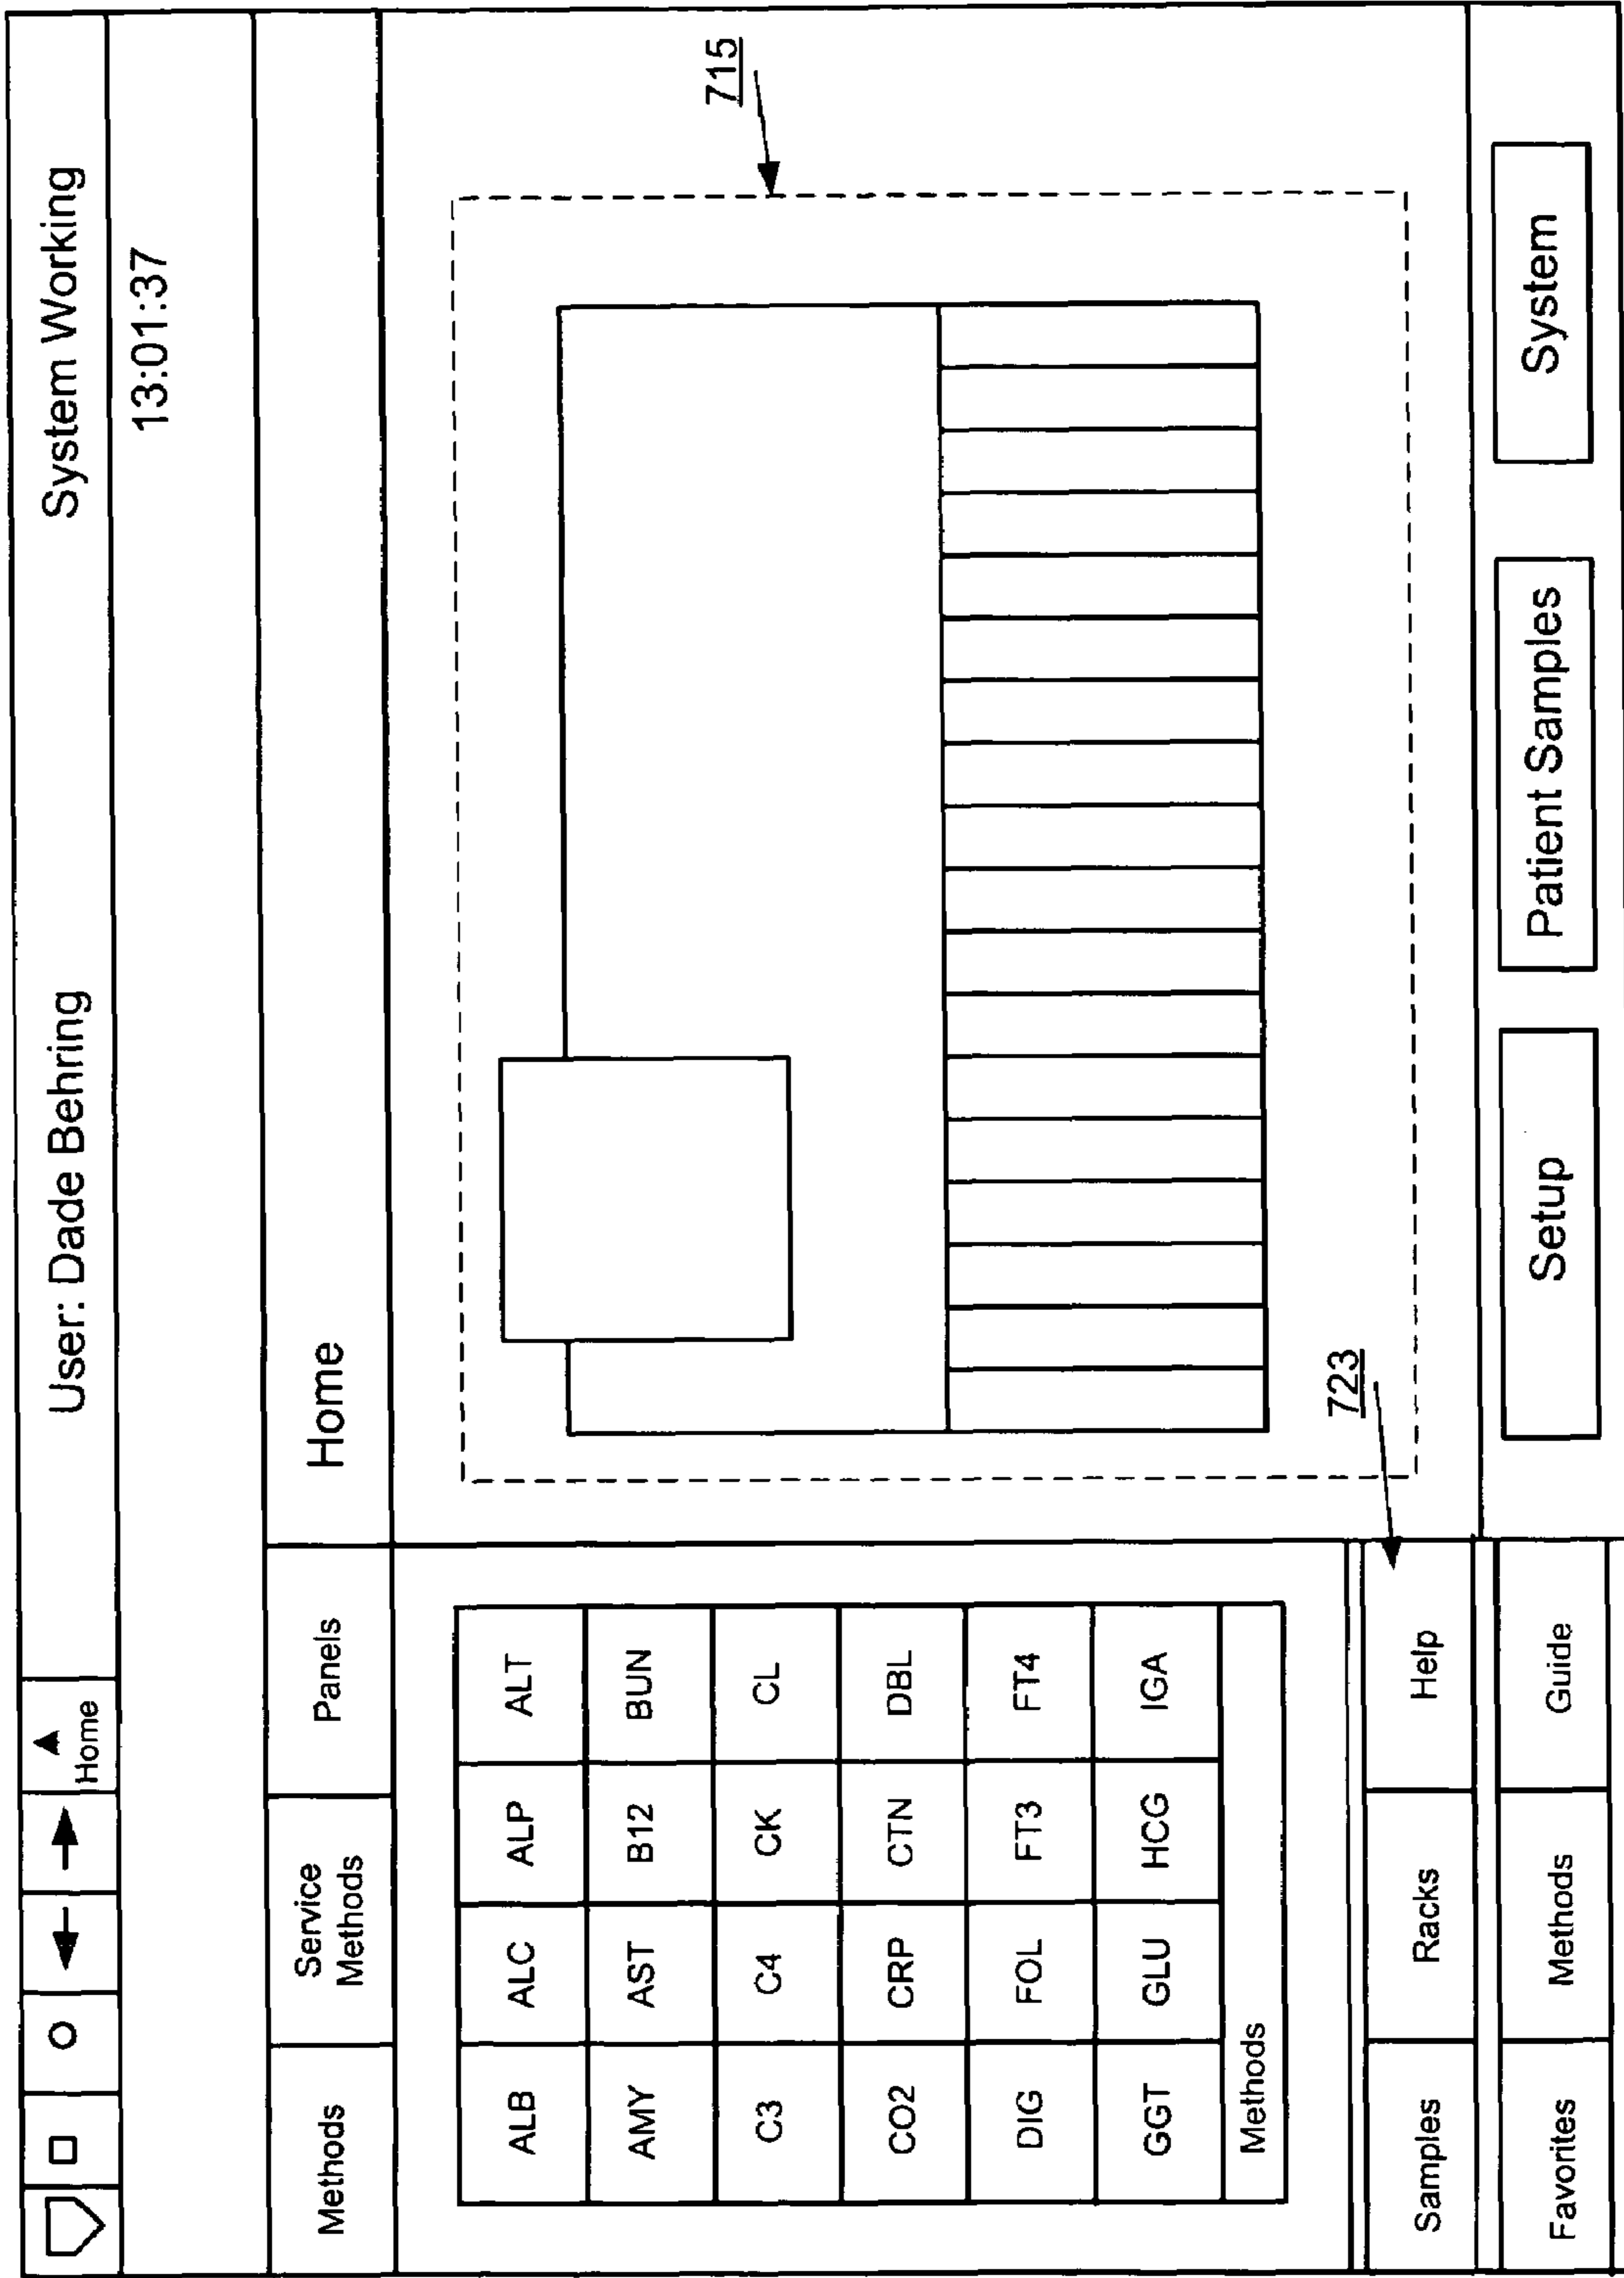 Home
User: Dade Behring
System Working
13:01:37
Methods
Service
Methods
Panels
Home
ALB ALC ALP ALT
AMY AST B12 BUN
C3 C4 CK CL
CO2 CRP CTN DBL
DIG FOL FT3 FT4
GGT GLU HCG IGA
Methods
715
723
Samples Racks Help
Favorites Methods Guide
Setup
Patient Samples
System